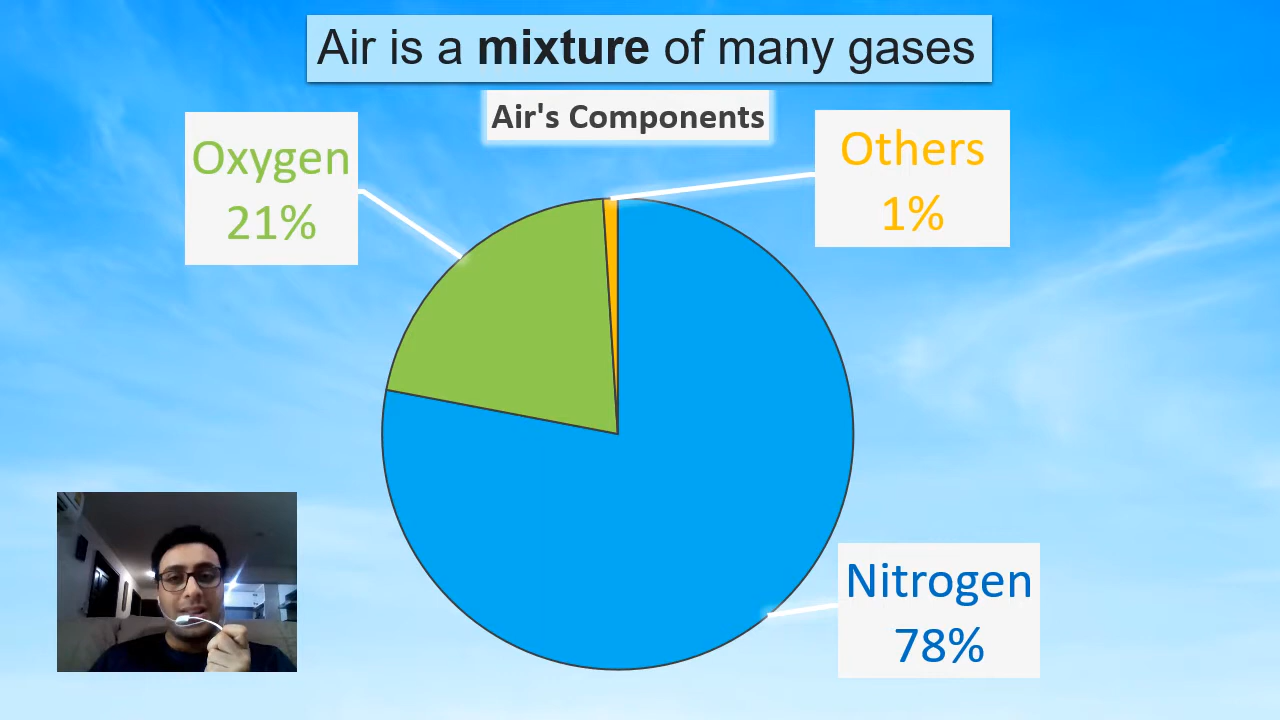 Air is a mixture of many gases
Air's Components
Oxygen
21%
Others
1%
Nitrogen
78%